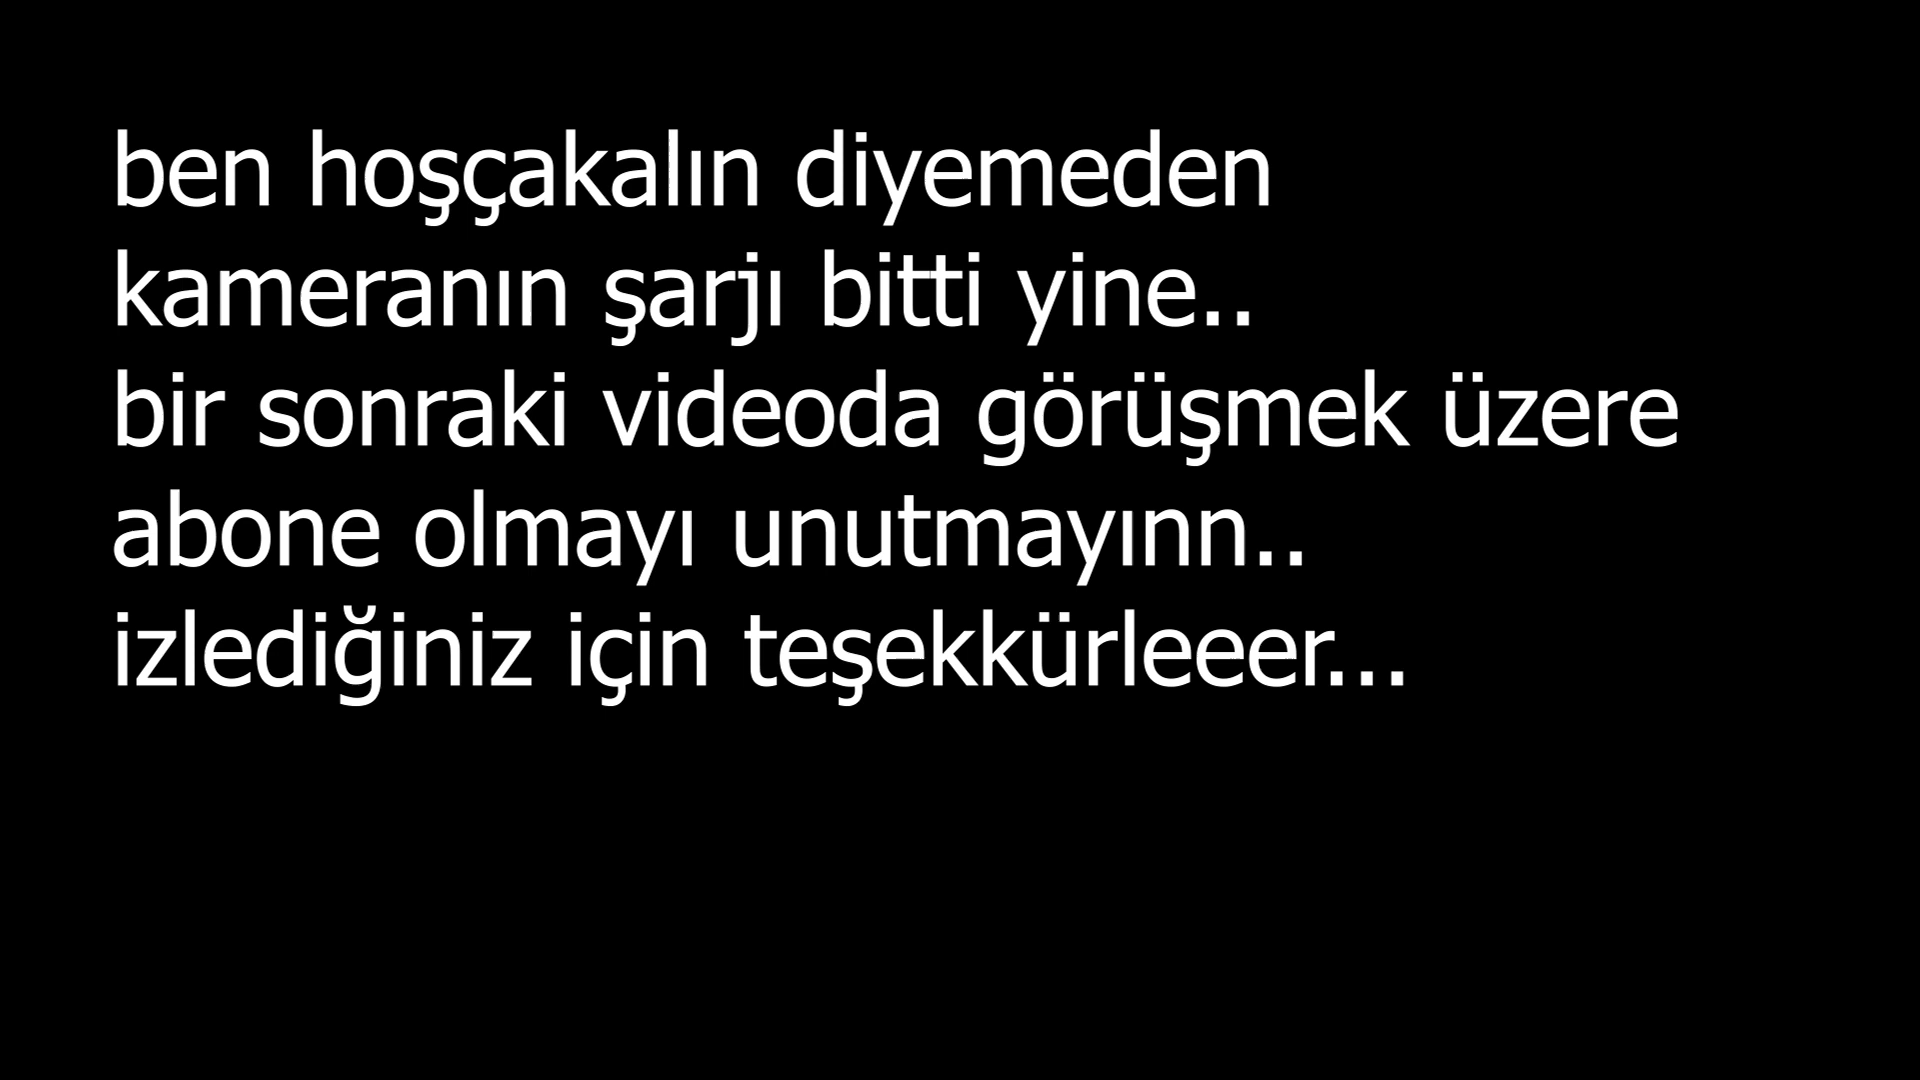 ben hoşçakalın diyemeden
kameranın şarjı bitti yine..
bir sonraki videoda görüşmek üzere
abone olmayı unutmayınn..
izlediğiniz için teşekkürleeer...